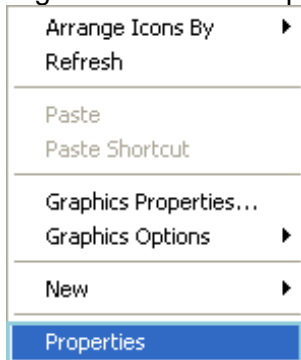 Arrange Icons By
Refresh
Paste
Paste Shortcut
Graphics Properties...
Graphics Options
New
Properties